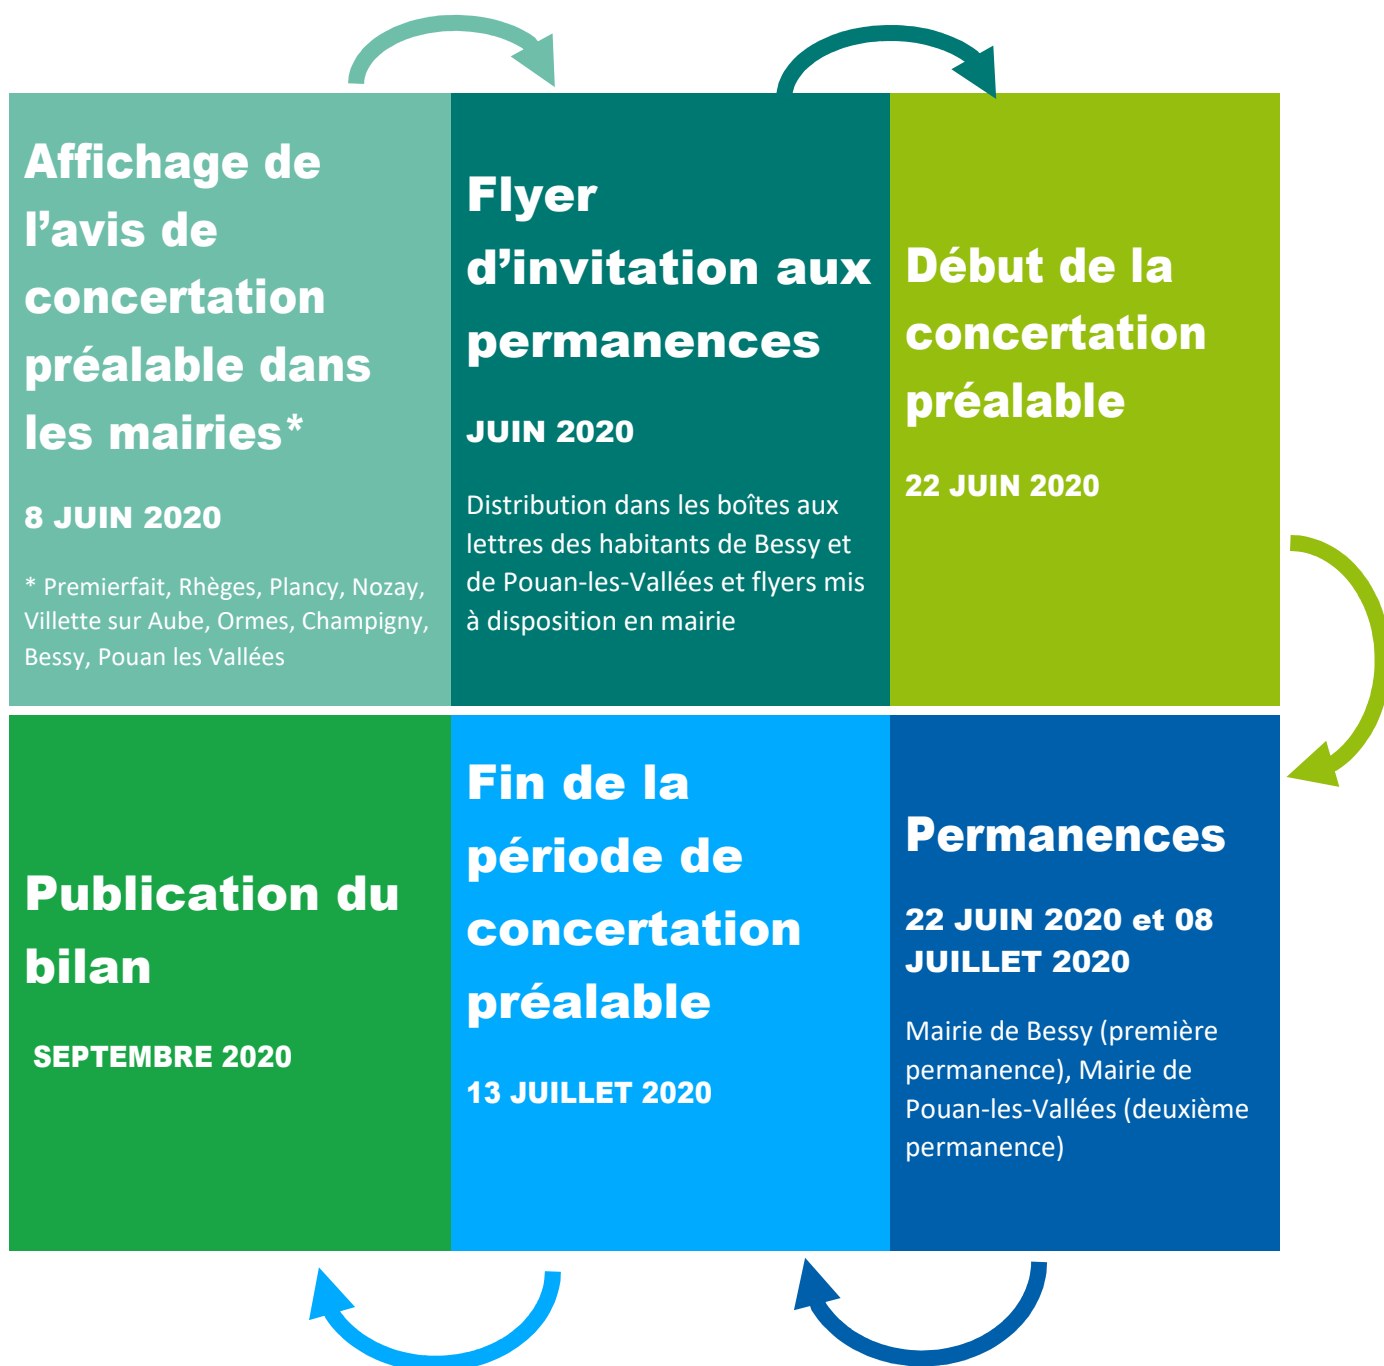 Affichage de
l’avis de
concertation
préalable dans
les mairies*
8 JUIN 2020
* Premierfait, Rhèges, Plancy, Nozay,
Villette sur Aube, Ormes, Champigny,
Bessy, Pouan les Vallées
Flyer
d’invitation aux
permanences
JUIN 2020
Distribution dans les boîtes aux
lettres des habitants de Bessy et
de Pouan-les-Vallées et flyers mis
à disposition en mairie
Début de la
concertation
préalable
22 JUIN 2020
Permanences
22 JUIN 2020 et 08
JUILLET 2020
Mairie de Bessy (première
permanence), Mairie de
Pouan-les-Vallées (deuxième
permanence)
Fin de la
période de
concertation
préalable
13 JUILLET 2020
Publication du
bilan
SEPTEMBRE 2020